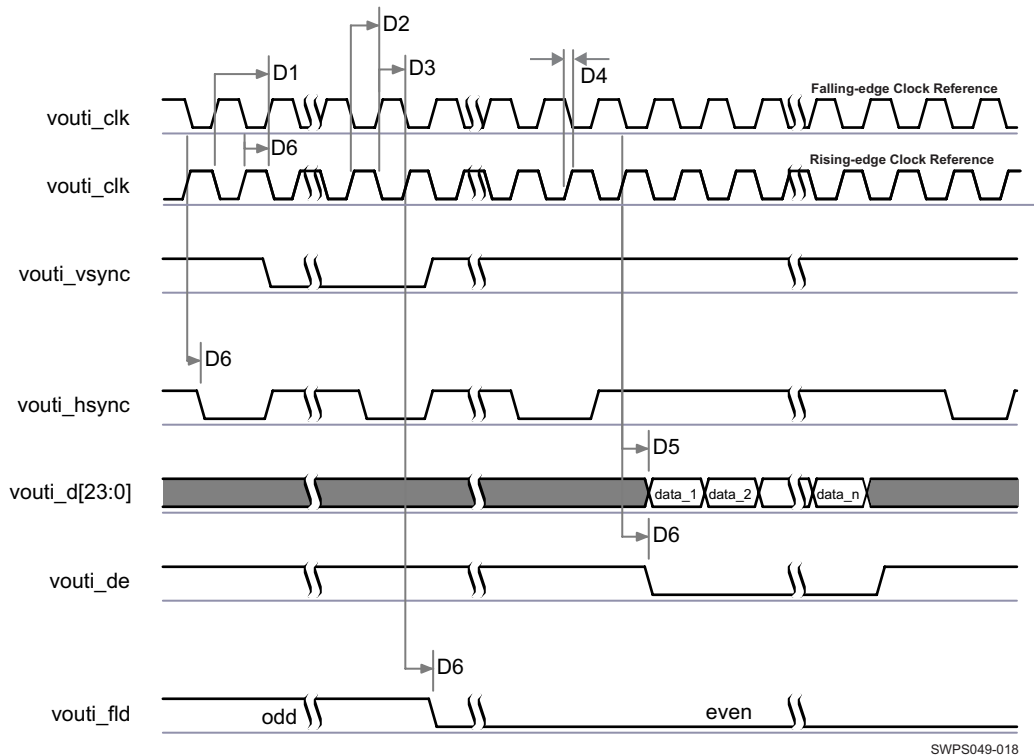 D2
D1
D3
D4
Falling-edge Clock Reference
vouti_clk
D6
Rising-edge Clock Reference
vouti_clk
vouti_vsync
D6
vouti_hsync
D5
vouti_d[23:0]
data_1 data_2 data_n
D6
vouti_de
D6
vouti_fld
odd
even
SWPS049-018